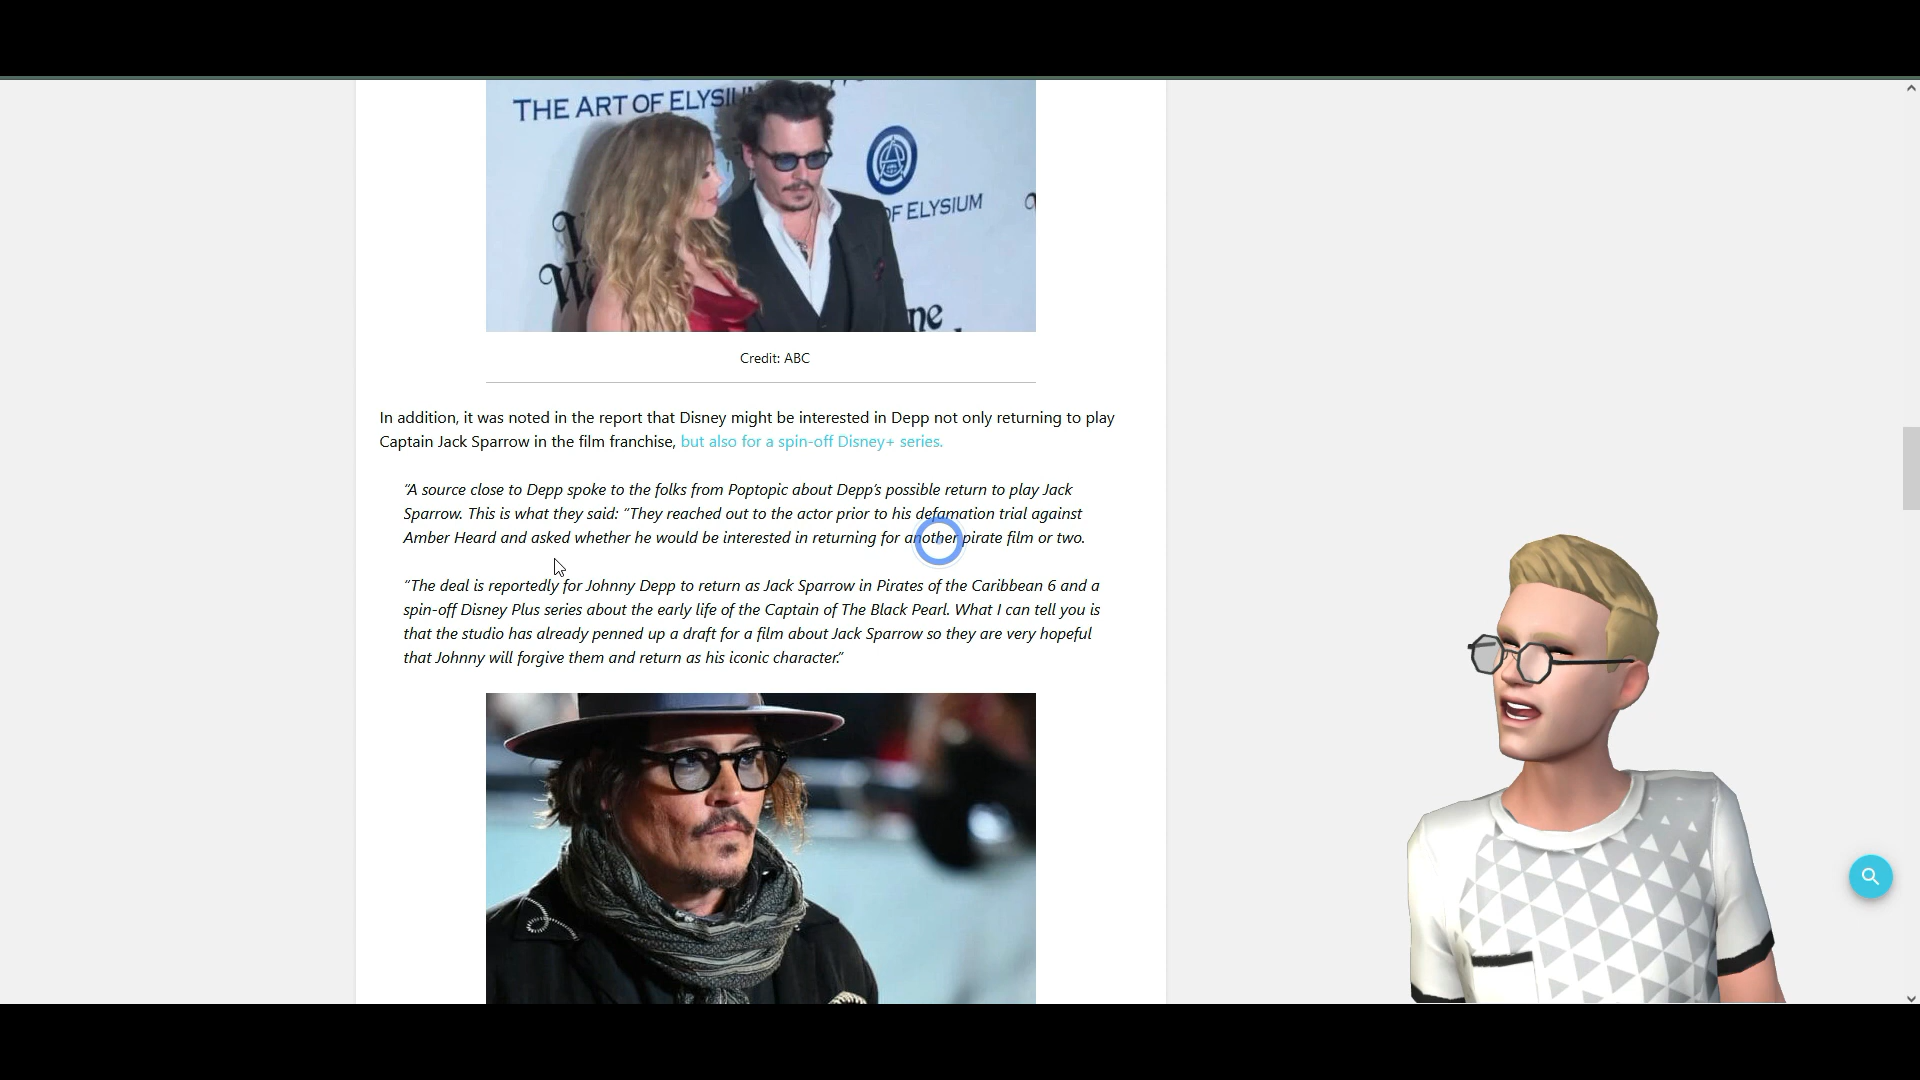 THE ART OF ELYSIU
OF ELYSIUM
W
ne
Credit: ABC
In addition, it was noted in the report that Disney might be interested in Depp not only returning to play
Captain Jack Sparrow in the film franchise, but also for a spin-off Disney+ series.
“A source close to Depp spoke to the folks from Poptopic about Depp’s possible return to play Jack
Sparrow. This is what they said: “They reached out to the actor prior to his defamation trial against
Amber Heard and asked whether he would be interested in returning for another pirate film or two.
“The deal is reportedly for Johnny Depp to return as Jack Sparrow in Pirates of the Caribbean 6 and a
spin-off Disney Plus series about the early life of the Captain of The Black Pearl. What I can tell you is
that the studio has already penned up a draft for a film about Jack Sparrow so they are very hopeful
that Johnny will forgive them and return as his iconic character.”